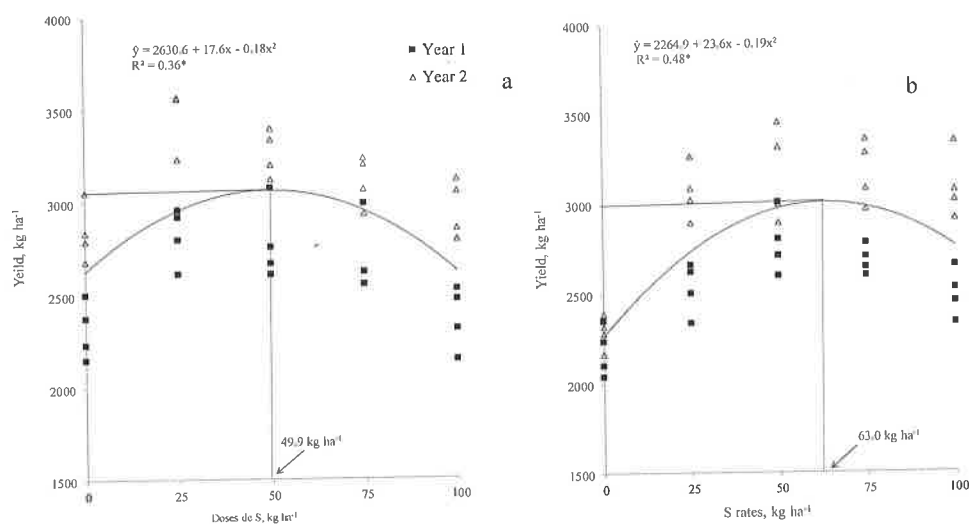 4000
ŷ = 2630,6 + 17.6x - 0.18x²
R² = 0.36*
■ Year 1
△ Year 2
a
3500
3000
2500
2000
1500
Yeild, kg ha⁻¹
49,9 kg ha⁻¹
0 25 50 75 100
Doses de S, kg ha⁻¹
4000
ŷ = 2264,9 + 23,6x - 0.19x²
R² = 0.48*
b
3500
3000
2500
2000
1500
Yield, kg ha⁻¹
63,0 kg ha⁻¹
0 25 50 75 100
S rates, kg ha⁻¹